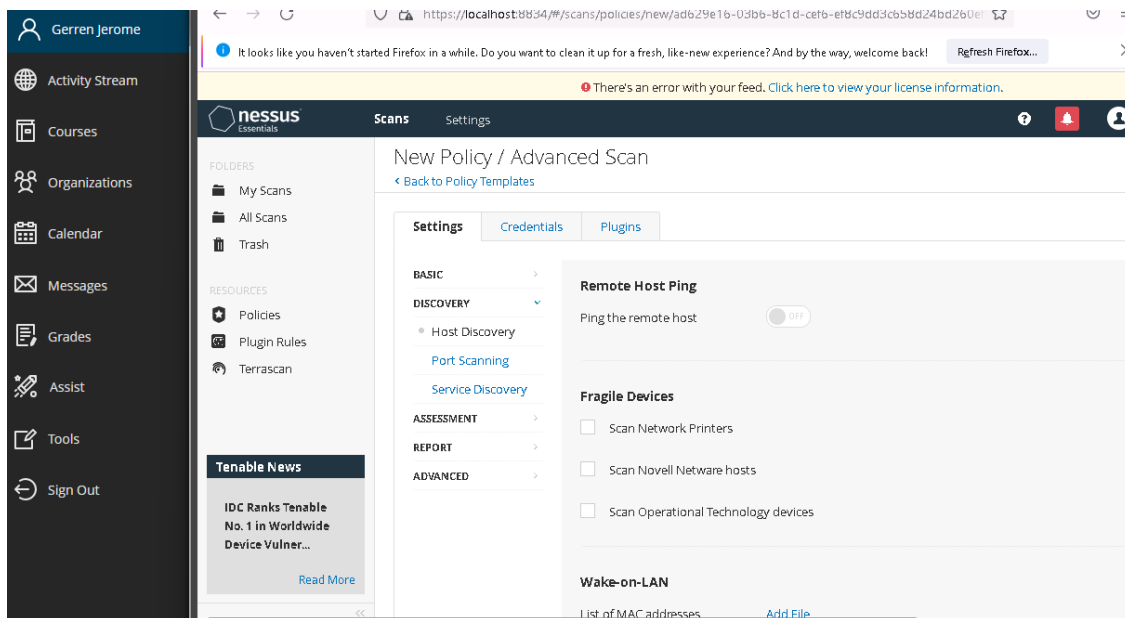 Gerren Jerome
Activity Stream
Courses
Organizations
Calendar
Messages
Grades
Assist
Tools
Sign Out
https://localhost:8834/#/scans/policies/new/ad629e16-03b6-8c1d-cef6-ef8c9dd3c658d24bd260ef
It looks like you haven't started Firefox in a while. Do you want to clean it up for a fresh, like-new experience? And by the way, welcome back!
Refresh Firefox...
There's an error with your feed. Click here to view your license information.
nessus
Essentials
Scans
Settings
FOLDERS
My Scans
All Scans
Trash
RESOURCES
Policies
Plugin Rules
Terrascan
Tenable News
IDC Ranks Tenable
No. 1 in Worldwide
Device Vulner...
Read More
New Policy / Advanced Scan
Back to Policy Templates
Settings
Credentials
Plugins
BASIC
DISCOVERY
Host Discovery
Port Scanning
Service Discovery
ASSESSMENT
REPORT
ADVANCED
Remote Host Ping
Ping the remote host
OFF
Fragile Devices
Scan Network Printers
Scan Novell Netware hosts
Scan Operational Technology devices
Wake-on-LAN
List of MAC addresses
Add File